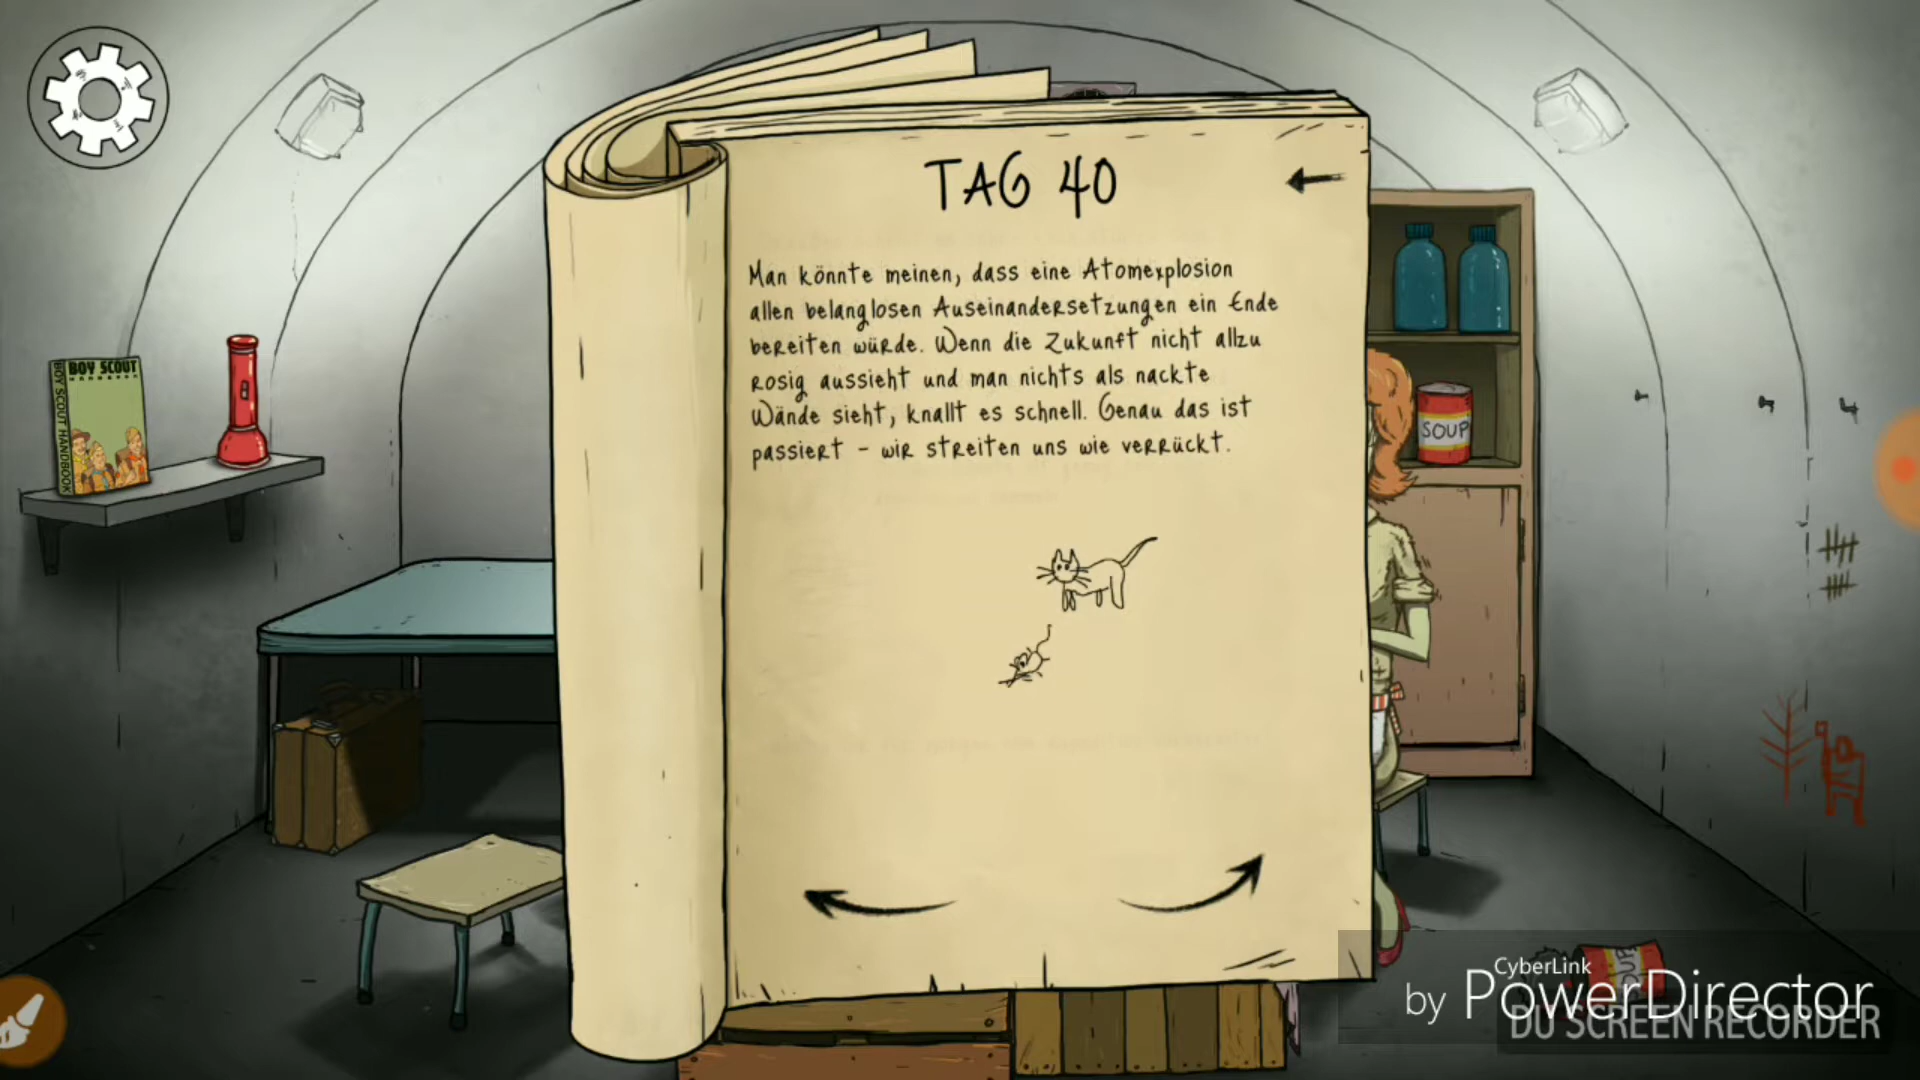 TAG 40
Man könnte meinen, dass eine Atomexplosion
allen belanglosen Auseinandersetzungen ein Ende
bereiten würde. Wenn die Zukunft nicht allzu
rosig aussieht und man nichts als nackte
Wände sieht, knallt es schnell. Genau das ist
passiert - wir streiten uns wie verrückt.
BOY SCOUT
HANDBOOK
BOY SCOUT HANDBOOK
SOUP
SOUP
CyberLink
by PowerDirector
DU SCREEN RECORDER